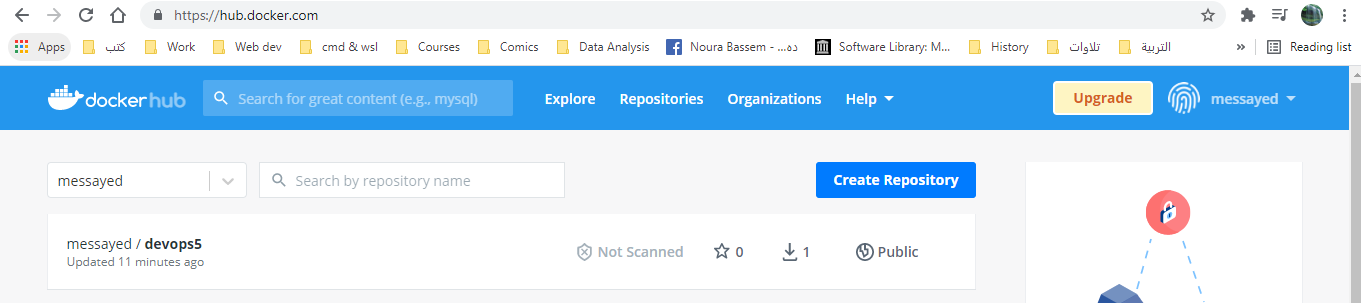 https://hub.docker.com
Apps كتب Work Web dev cmd & wsl Courses Comics Data Analysis Noura Bassem - ده... Software Library: M... History تلاوات التربية » Reading list
docker hub Search for great content (e.g., mysql) Explore Repositories Organizations Help Upgrade messayed
messayed Search by repository name Create Repository
messayed / devops5 Not Scanned 0 1 Public
Updated 11 minutes ago